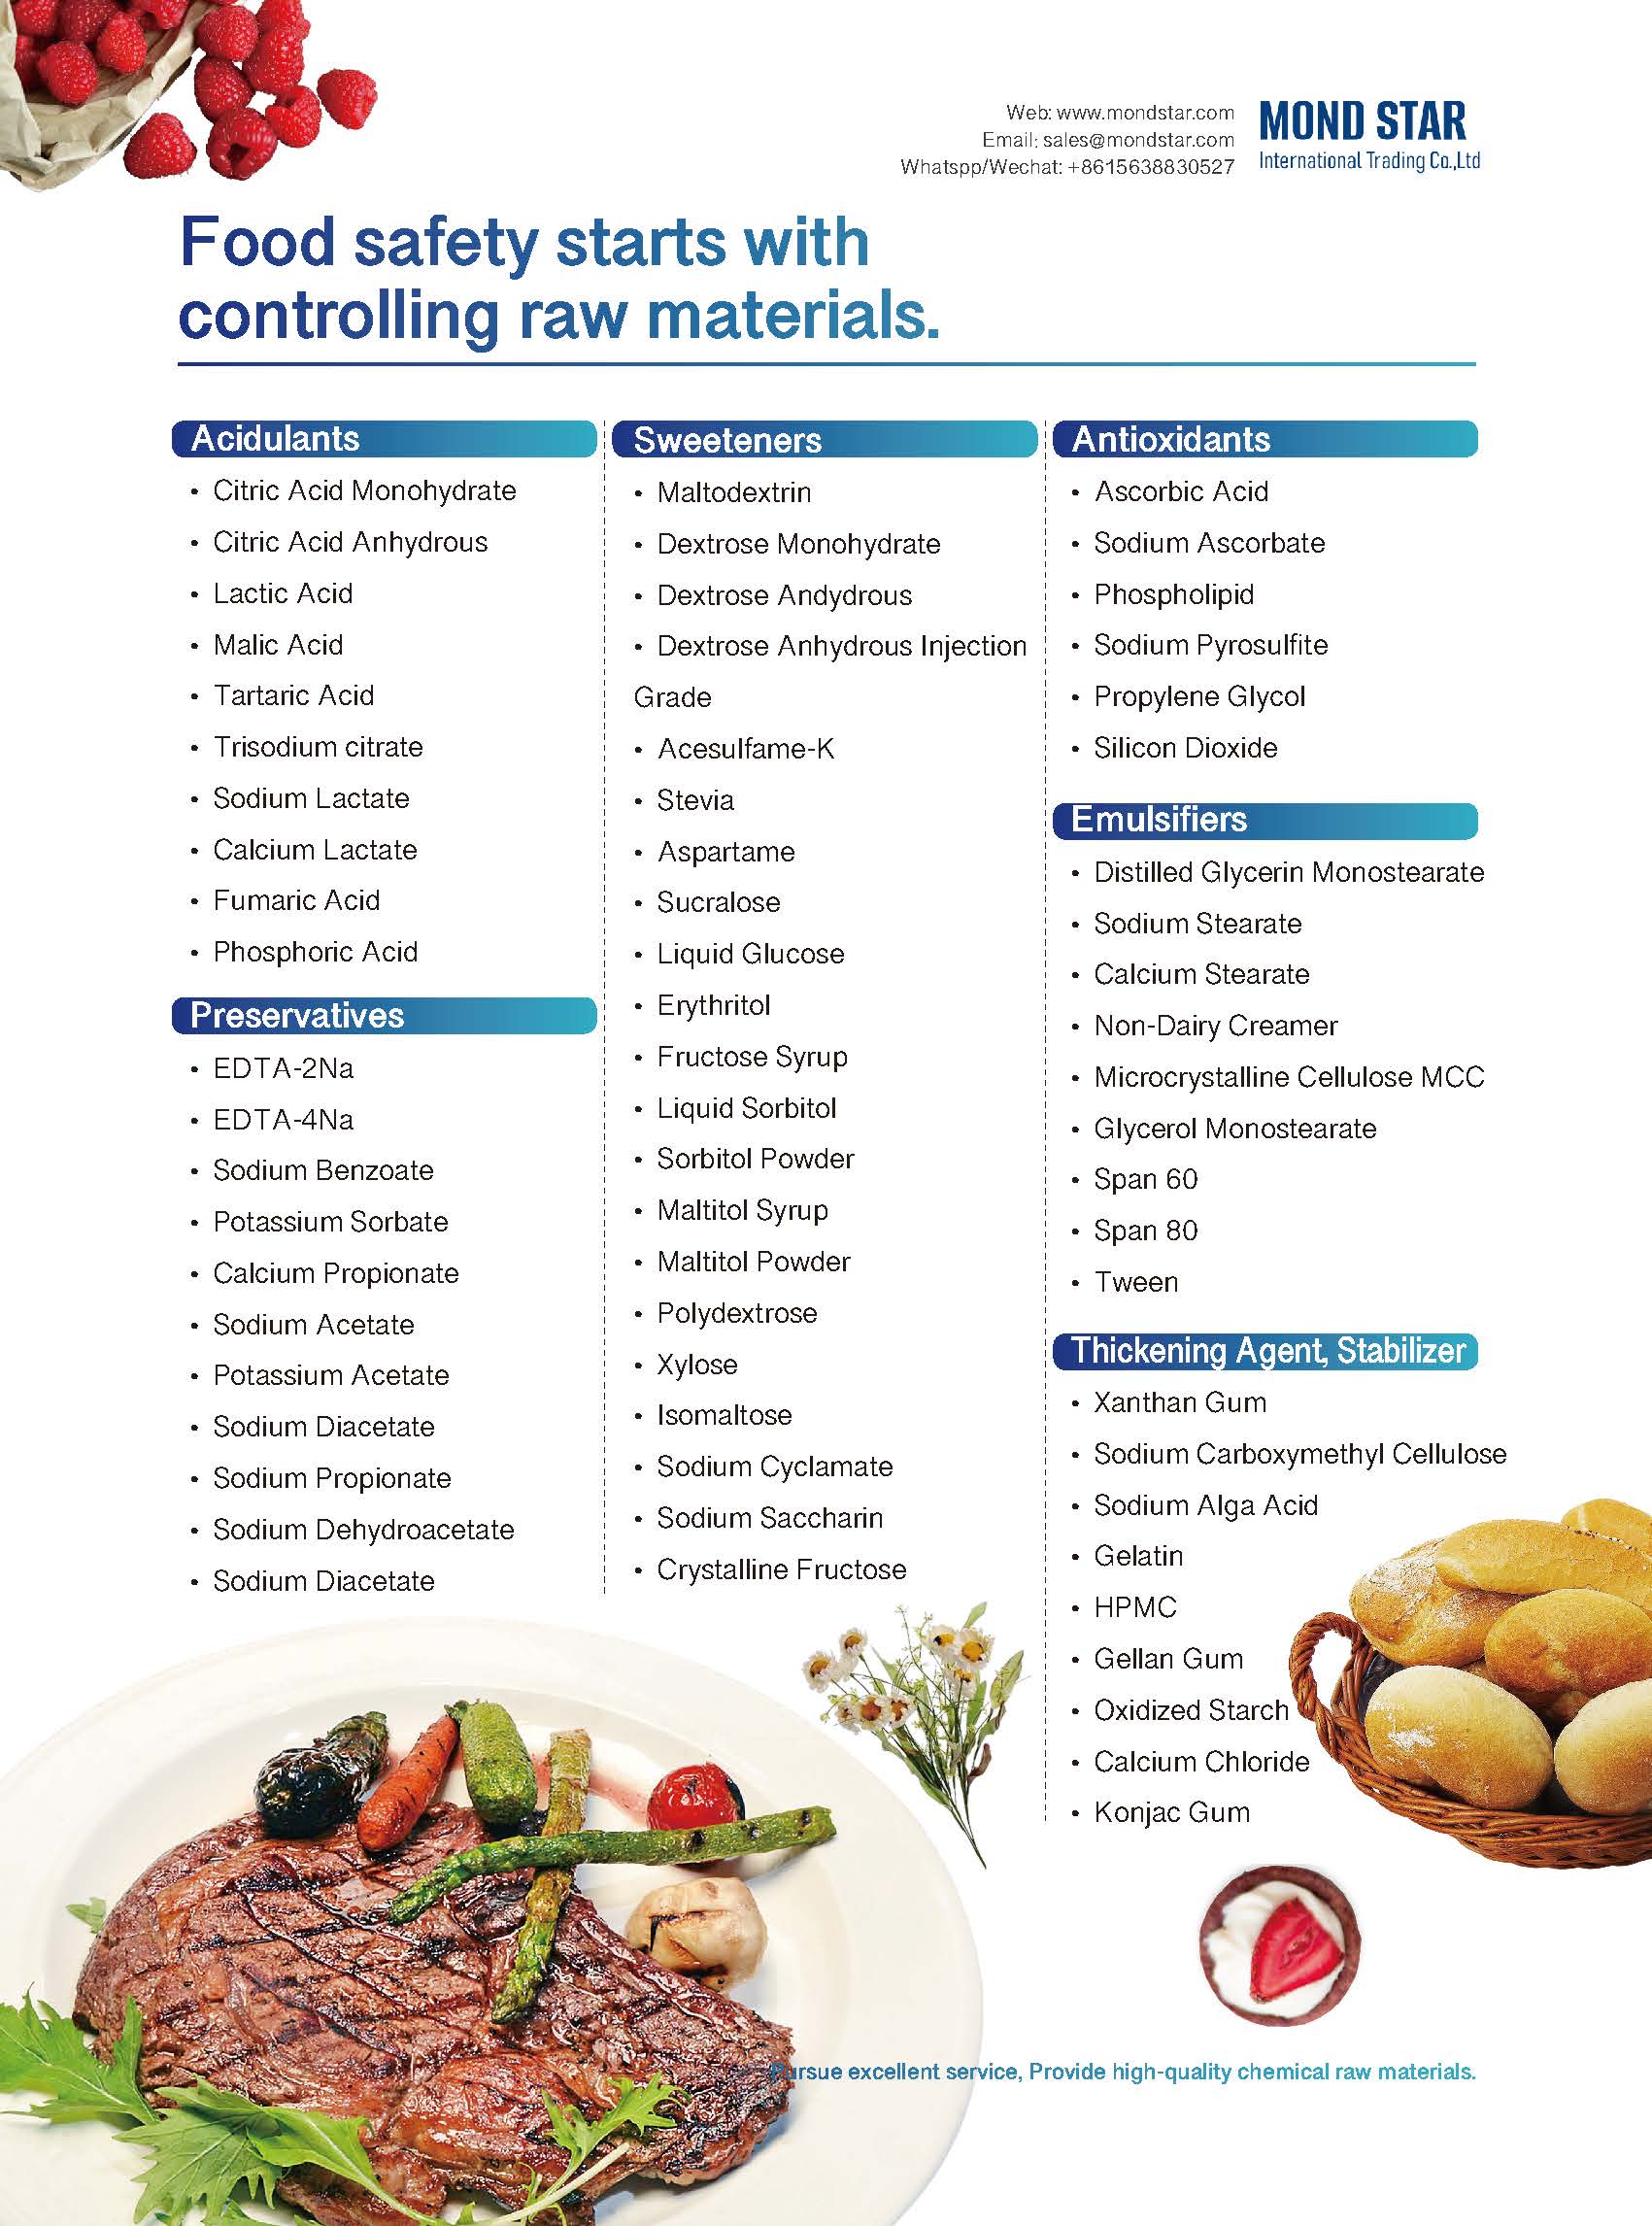 Web: www.mondstar.com
Email: sales@mondstar.com
Whatspp/Wechat: +8615638830527
MOND STAR
International Trading Co.,Ltd
Food safety starts with
controlling raw materials.
Acidulants
• Citric Acid Monohydrate
• Citric Acid Anhydrous
• Lactic Acid
• Malic Acid
• Tartaric Acid
• Trisodium citrate
• Sodium Lactate
• Calcium Lactate
• Fumaric Acid
• Phosphoric Acid
Preservatives
• EDTA-2Na
• EDTA-4Na
• Sodium Benzoate
• Potassium Sorbate
• Calcium Propionate
• Sodium Acetate
• Potassium Acetate
• Sodium Diacetate
• Sodium Propionate
• Sodium Dehydroacetate
• Sodium Diacetate
Sweeteners
• Maltodextrin
• Dextrose Monohydrate
• Dextrose Andydrous
• Dextrose Anhydrous Injection
Grade
• Acesulfame-K
• Stevia
• Aspartame
• Sucralose
• Liquid Glucose
• Erythritol
• Fructose Syrup
• Liquid Sorbitol
• Sorbitol Powder
• Maltitol Syrup
• Maltitol Powder
• Polydextrose
• Xylose
• Isomaltose
• Sodium Cyclamate
• Sodium Saccharin
• Crystalline Fructose
Antioxidants
• Ascorbic Acid
• Sodium Ascorbate
• Phospholipid
• Sodium Pyrosulfite
• Propylene Glycol
• Silicon Dioxide
Emulsifiers
• Distilled Glycerin Monostearate
• Sodium Stearate
• Calcium Stearate
• Non-Dairy Creamer
• Microcrystalline Cellulose MCC
• Glycerol Monostearate
• Span 60
• Span 80
• Tween
Thickening Agent, Stabilizer
• Xanthan Gum
• Sodium Carboxymethyl Cellulose
• Sodium Alga Acid
• Gelatin
• HPMC
• Gellan Gum
• Oxidized Starch
• Calcium Chloride
• Konjac Gum
Pursue excellent service, Provide high-quality chemical raw materials.